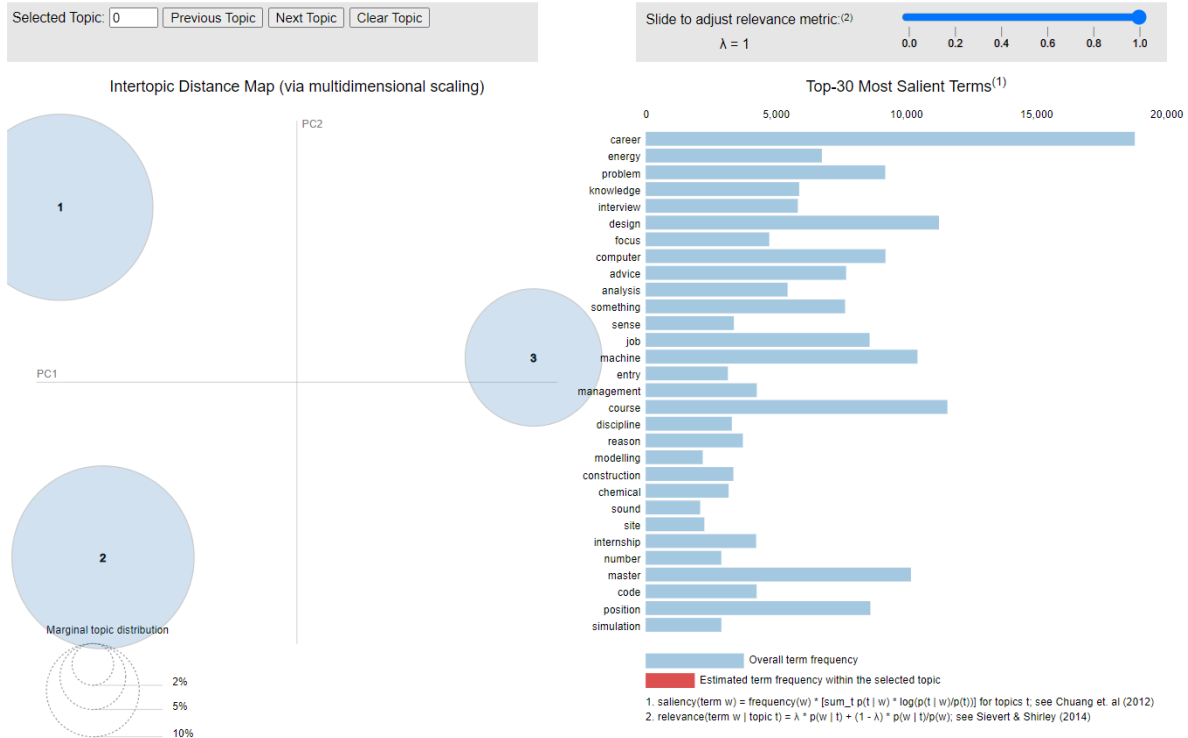 Selected Topic: 0 Previous Topic Next Topic Clear Topic
Slide to adjust relevance metric:(2)
λ = 1
0.0 0.2 0.4 0.6 0.8 1.0
Intertopic Distance Map (via multidimensional scaling)
PC2
PC1
1
2
3
Marginal topic distribution
2%
5%
10%
Top-30 Most Salient Terms(1)
0 5,000 10,000 15,000 20,000
career
energy
problem
knowledge
interview
design
focus
computer
advice
analysis
something
sense
job
machine
entry
management
course
discipline
reason
modelling
construction
chemical
sound
site
internship
number
master
code
position
simulation
Overall term frequency
Estimated term frequency within the selected topic
1. saliency(term w) = frequency(w) * [sum_t p(t | w) * log(p(t | w)/p(t))] for topics t; see Chuang et. al (2012)
2. relevance(term w | topic t) = λ * p(w | t) + (1 - λ) * p(w | t)/p(w); see Sievert & Shirley (2014)